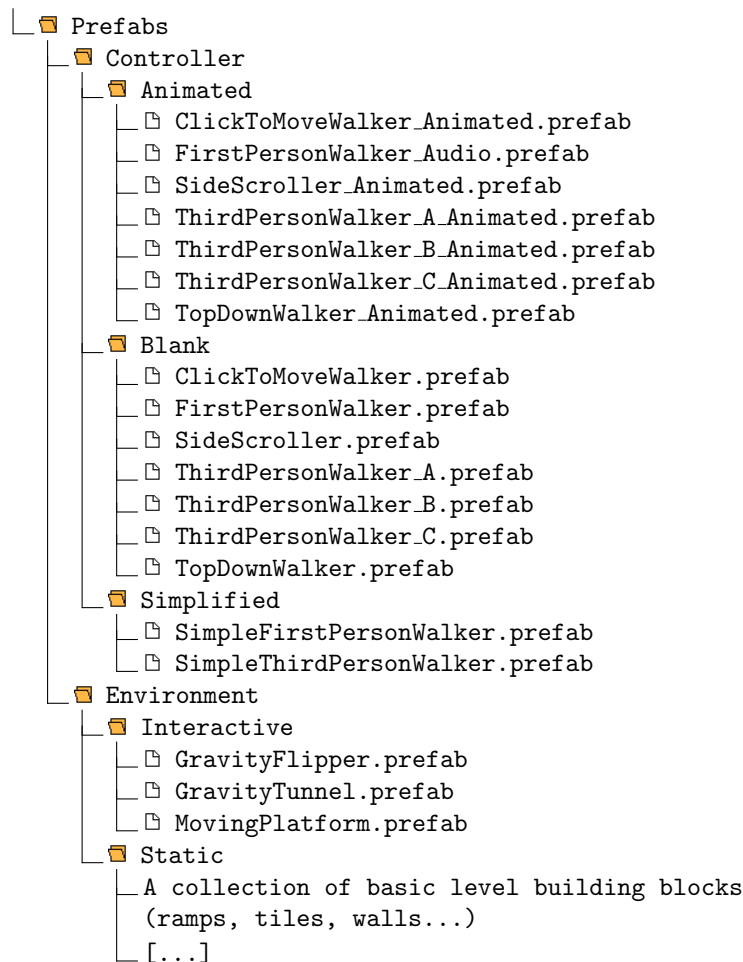 Prefabs
Controller
Animated
ClickToMoveWalker_Animated.prefab
FirstPersonWalker_Audio.prefab
SideScroller_Animated.prefab
ThirdPersonWalker_A_Animated.prefab
ThirdPersonWalker_B_Animated.prefab
ThirdPersonWalker_C_Animated.prefab
TopDownWalker_Animated.prefab
Blank
ClickToMoveWalker.prefab
FirstPersonWalker.prefab
SideScroller.prefab
ThirdPersonWalker_A.prefab
ThirdPersonWalker_B.prefab
ThirdPersonWalker_C.prefab
TopDownWalker.prefab
Simplified
SimpleFirstPersonWalker.prefab
SimpleThirdPersonWalker.prefab
Environment
Interactive
GravityFlipper.prefab
GravityTunnel.prefab
MovingPlatform.prefab
Static
A collection of basic level building blocks
(ramps, tiles, walls...)
[...]